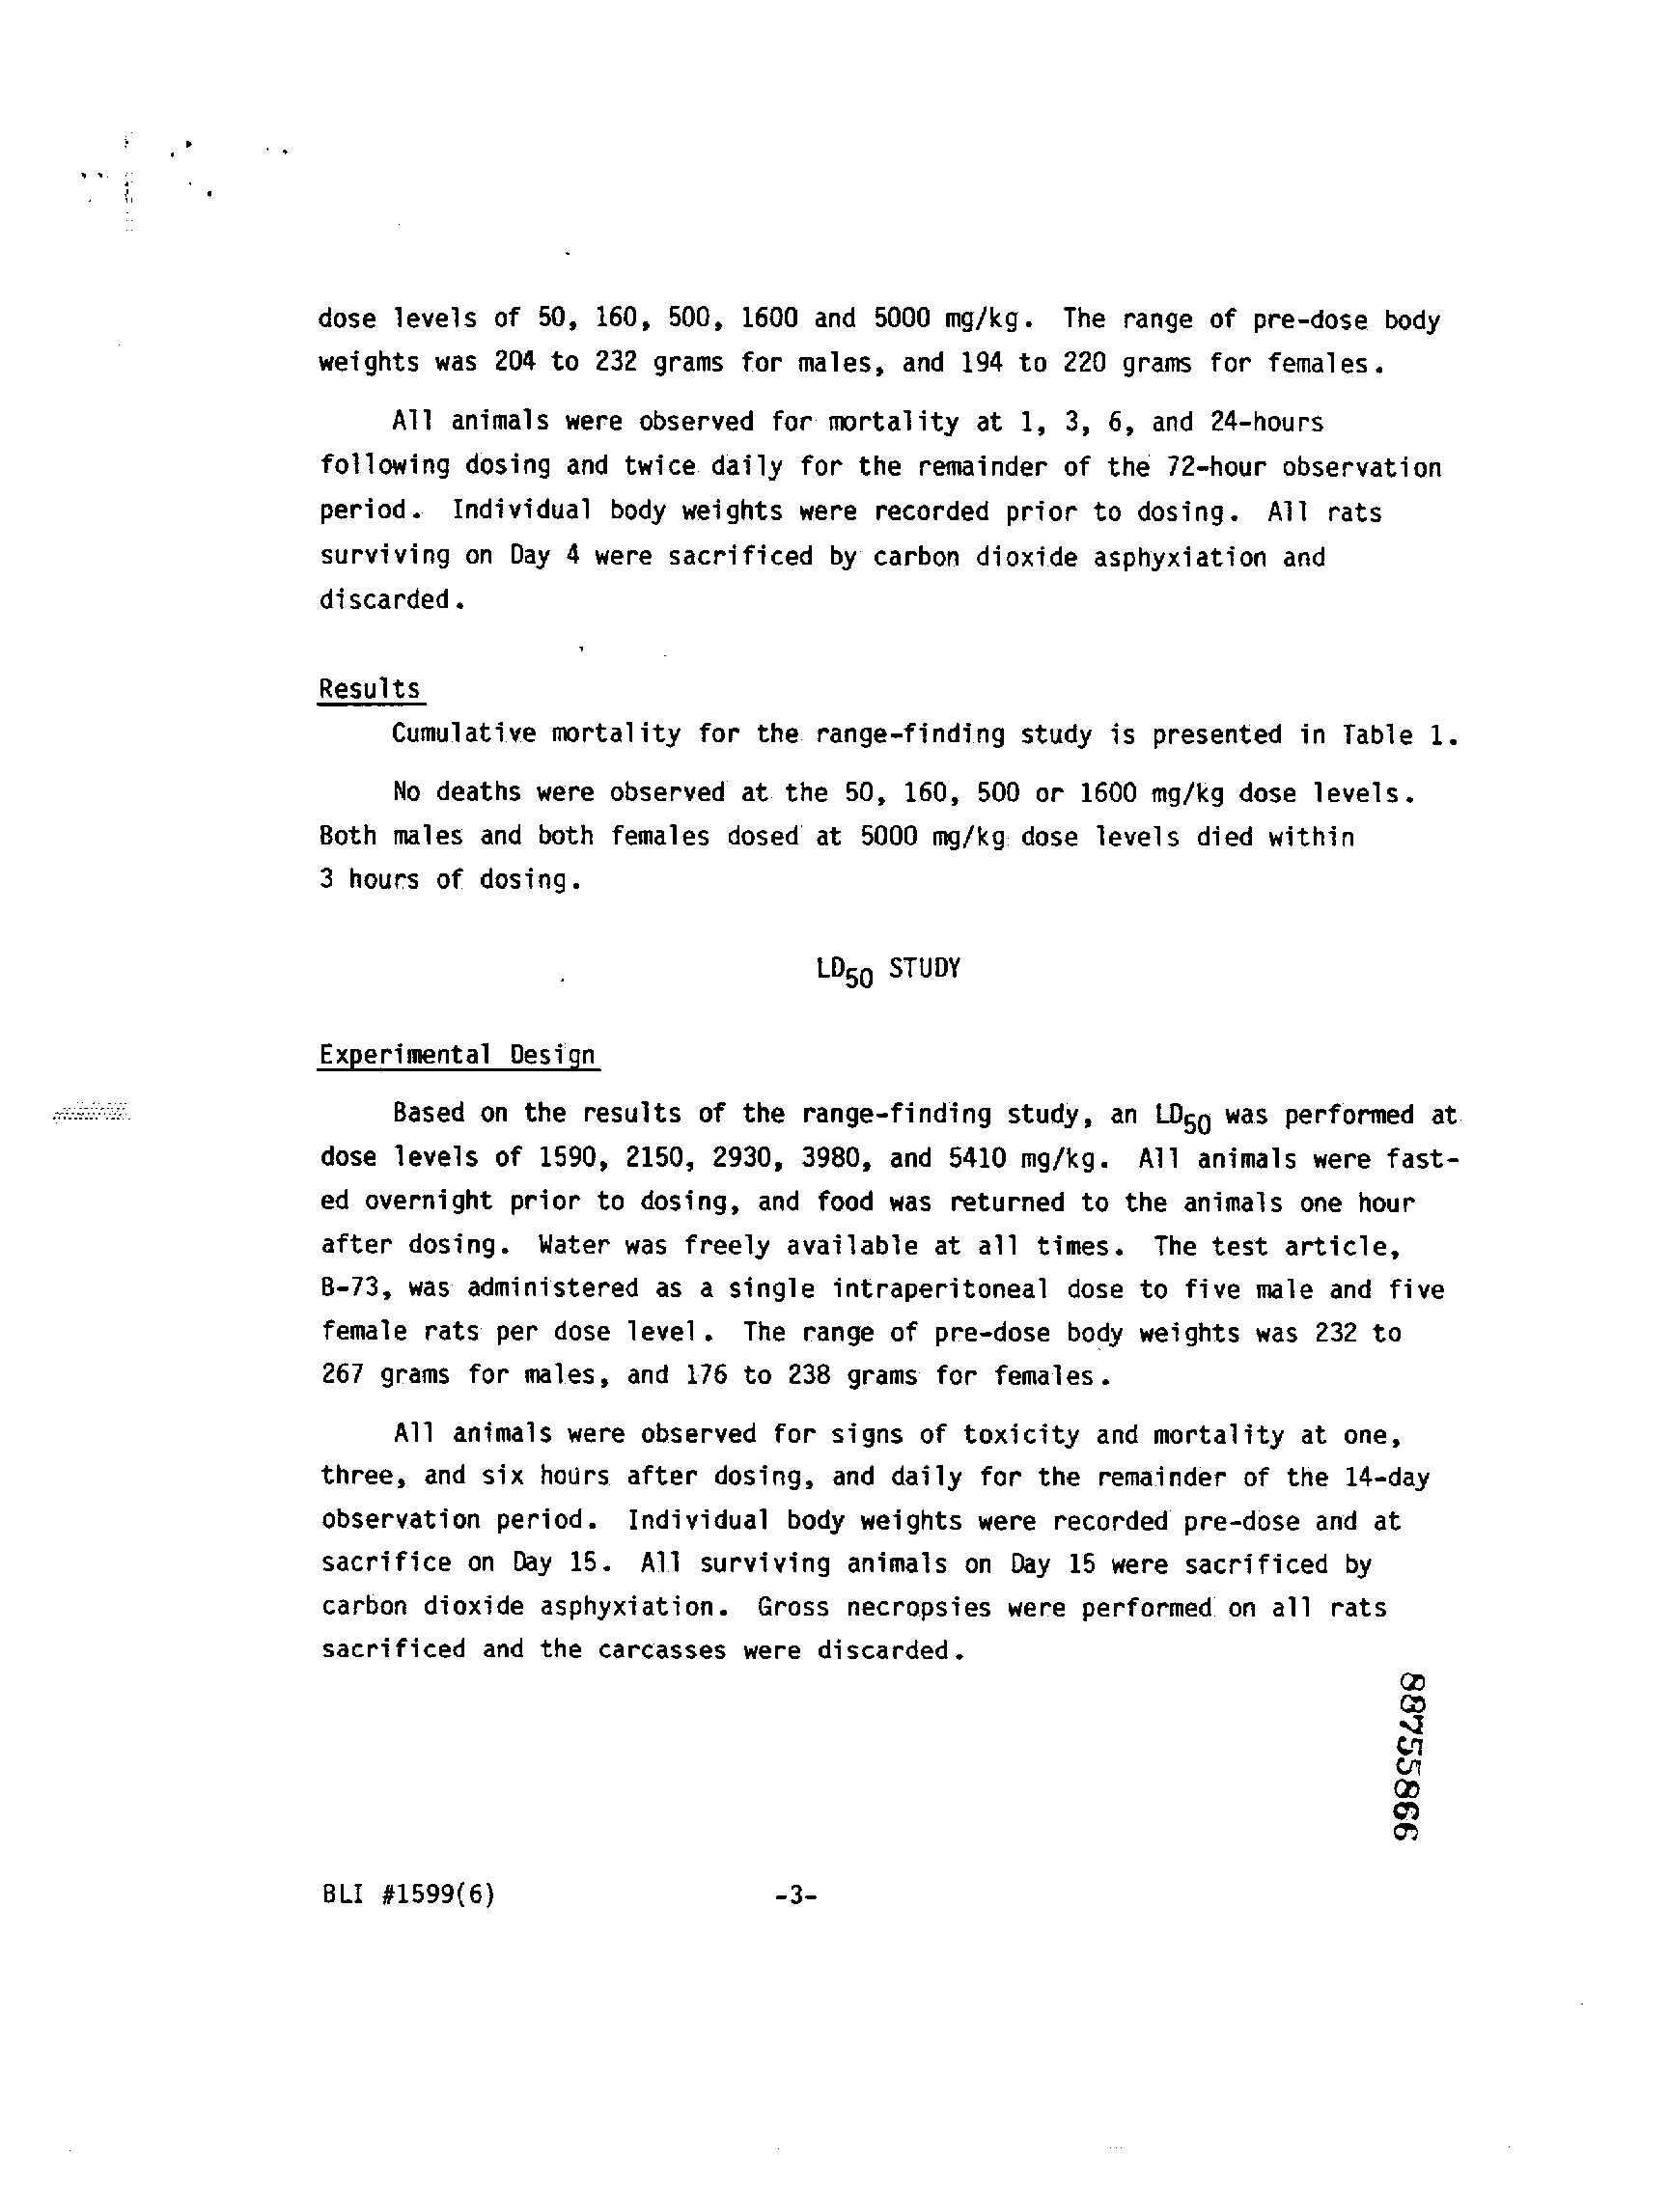 dose levels of 50, 160, 500, 1600 and 5000 mg/kg. The range of pre-dose body
weights was 204 to 232 grams for males, and 194 to 220 grams for females.
All animals were observed for mortality at 1, 3, 6, and 24-hours
following dosing and twice daily for the remainder of the 72-hour observation
period. Individual body weights were recorded prior to dosing. All rats
surviving on Day 4 were sacrificed by carbon dioxide asphyxiation and
discarded.
Results
Cumulative mortality for the range-finding study is presented in Table 1.
No deaths were observed at the 50, 160, 500 or 1600 mg/kg dose levels.
Both males and both females dosed at 5000 mg/kg dose levels died within
3 hours of dosing.
LD50 STUDY
Experimental Design
Based on the results of the range-finding study, an LD50 was performed at
dose levels of 1590, 2150, 2930, 3980, and 5410 mg/kg. All animals were fast-
ed overnight prior to dosing, and food was returned to the animals one hour
after dosing. Water was freely available at all times. The test article,
B-73, was administered as a single intraperitoneal dose to five male and five
female rats per dose level. The range of pre-dose body weights was 232 to
267 grams for males, and 176 to 238 grams for females.
All animals were observed for signs of toxicity and mortality at one,
three, and six hours after dosing, and daily for the remainder of the 14-day
observation period. Individual body weights were recorded pre-dose and at
sacrifice on Day 15. All surviving animals on Day 15 were sacrificed by
carbon dioxide asphyxiation. Gross necropsies were performed on all rats
sacrificed and the carcasses were discarded.
88755866
BLI #1599(6)
-3-